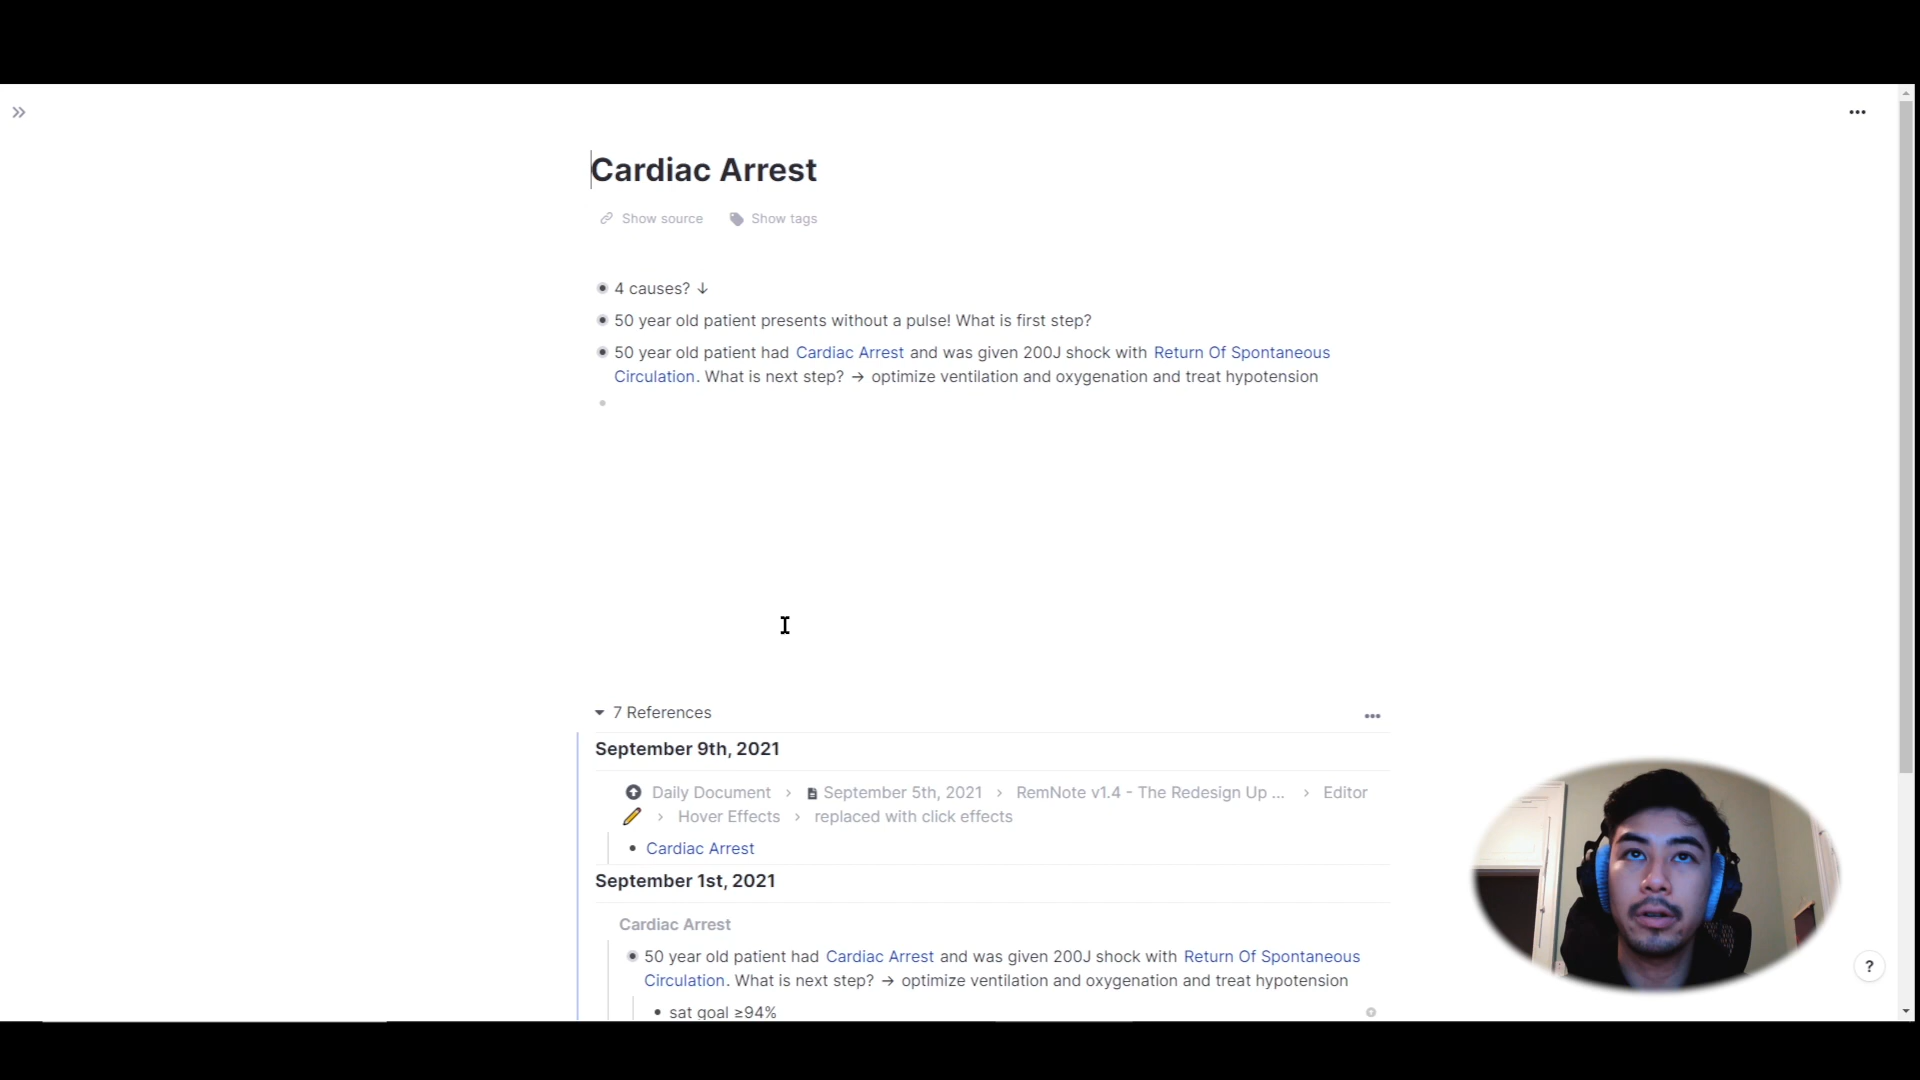 Cardiac Arrest
Show source Show tags
4 causes? ↓
50 year old patient presents without a pulse! What is first step?
50 year old patient had Cardiac Arrest and was given 200J shock with Return Of Spontaneous
Circulation. What is next step? → optimize ventilation and oxygenation and treat hypotension
7 References
September 9th, 2021
Daily Document › September 5th, 2021 › RemNote v1.4 - The Redesign Up ... › Editor
› Hover Effects › replaced with click effects
Cardiac Arrest
September 1st, 2021
Cardiac Arrest
50 year old patient had Cardiac Arrest and was given 200J shock with Return Of Spontaneous
Circulation. What is next step? → optimize ventilation and oxygenation and treat hypotension
sat goal ≥94%
?